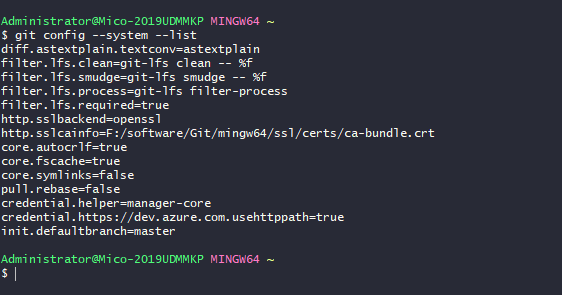 Administrator@Mico-2019UDMMKP MINGW64 ~
$ git config --system --list
diff.astextplain.textconv=astextplain
filter.lfs.clean=git-lfs clean -- %f
filter.lfs.smudge=git-lfs smudge -- %f
filter.lfs.process=git-lfs filter-process
filter.lfs.required=true
http.sslbackend=openssl
http.sslcainfo=F:/software/Git/mingw64/ssl/certs/ca-bundle.crt
core.autocrlf=true
core.fscache=true
core.symlinks=false
pull.rebase=false
credential.helper=manager-core
credential.https://dev.azure.com.usehttppath=true
init.defaultbranch=master
Administrator@Mico-2019UDMMKP MINGW64 ~
$